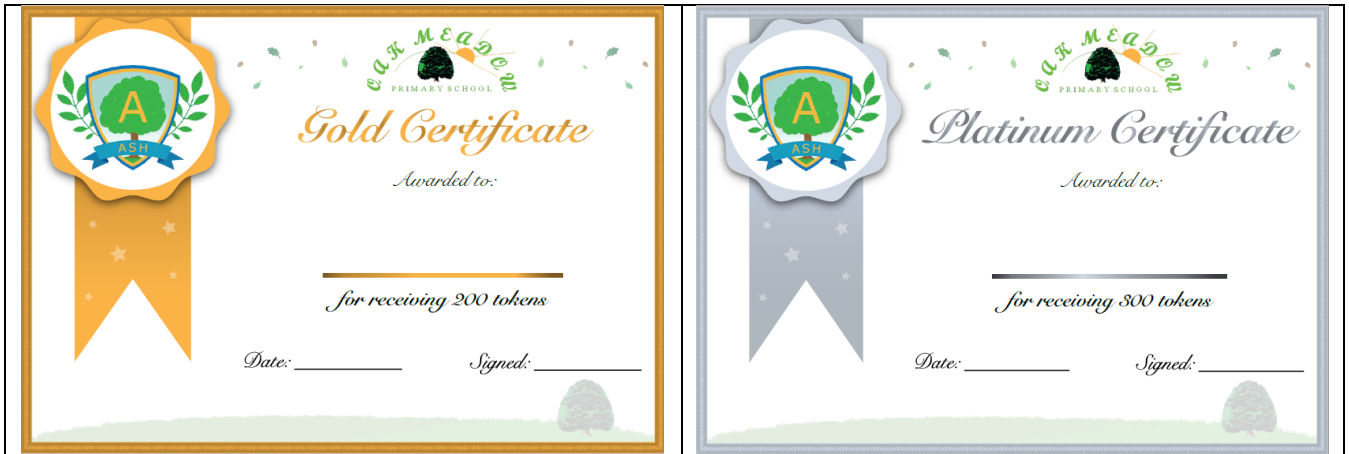 OAK MEADOW
PRIMARY SCHOOL
A
ASH
Gold Certificate
Awarded to:
for receiving 200 tokens
Date: Signed:
OAK MEADOW
PRIMARY SCHOOL
A
ASH
Platinum Certificate
Awarded to:
for receiving 300 tokens
Date: Signed: